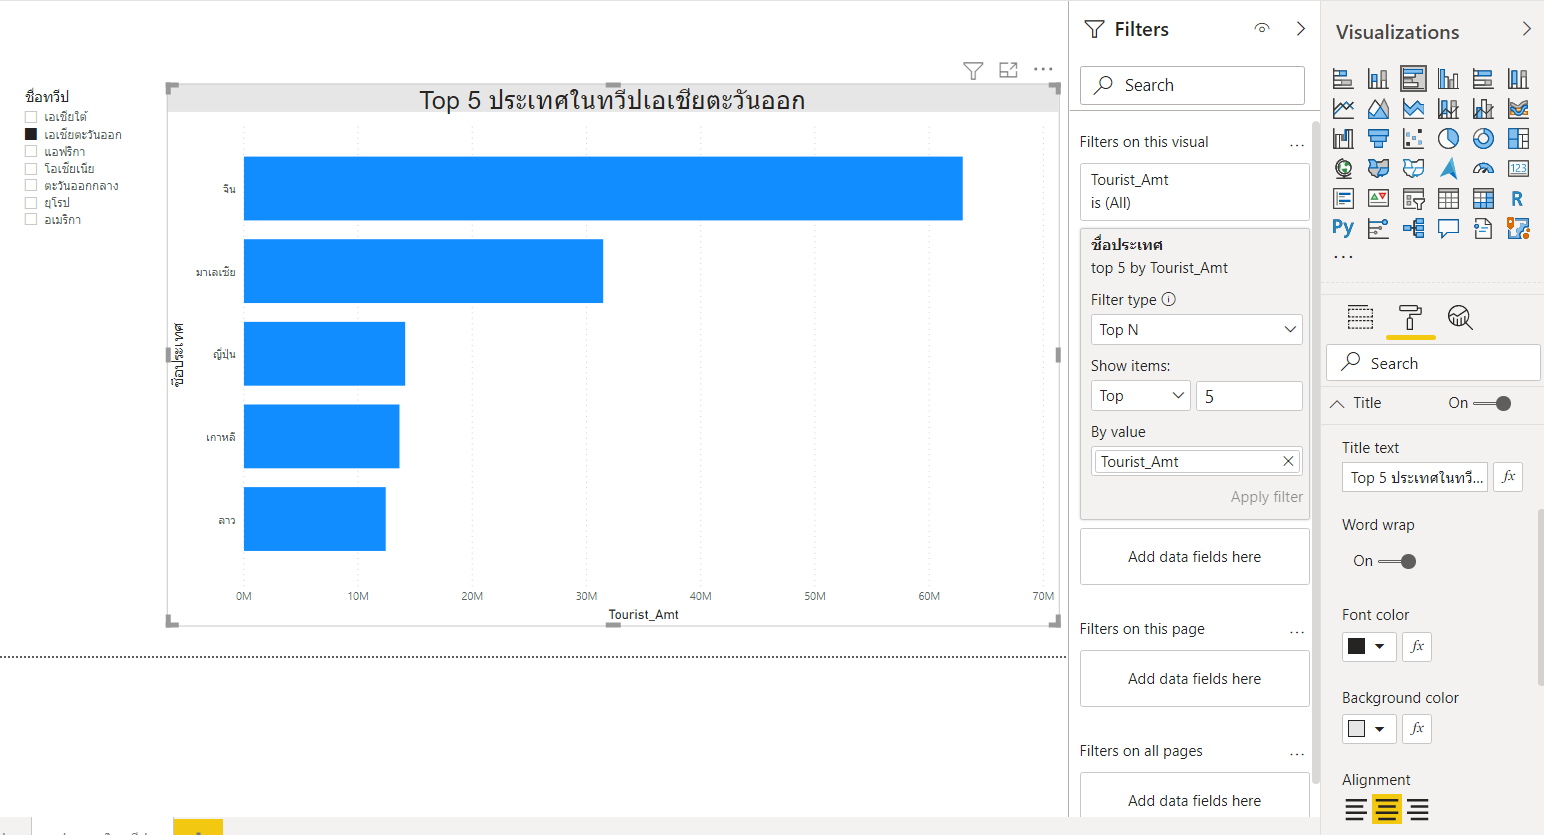 ชื่อทวีป
เอเชียใต้
เอเชียตะวันออก
แอฟริกา
โอเชียเนีย
ตะวันออกกลาง
ยุโรป
อเมริกา
Top 5 ประเทศในทวีปเอเชียตะวันออก
ชื่อประเทศ
จีน
มาเลเซีย
ญี่ปุ่น
เกาหลี
ลาว
0M 10M 20M 30M 40M 50M 60M 70M
Tourist_Amt
Filters
Search
Filters on this visual ...
Tourist_Amt
is (All)
ชื่อประเทศ
top 5 by Tourist_Amt
Filter type
Top N
Show items:
Top 5
By value
Tourist_Amt
Apply filter
Add data fields here
Filters on this page ...
Add data fields here
Filters on all pages ...
Add data fields here
Visualizations
123
R
Py
...
Search
Title On
Title text
Top 5 ประเทศในทวี... fx
Word wrap
On
Font color
fx
Background color
fx
Alignment